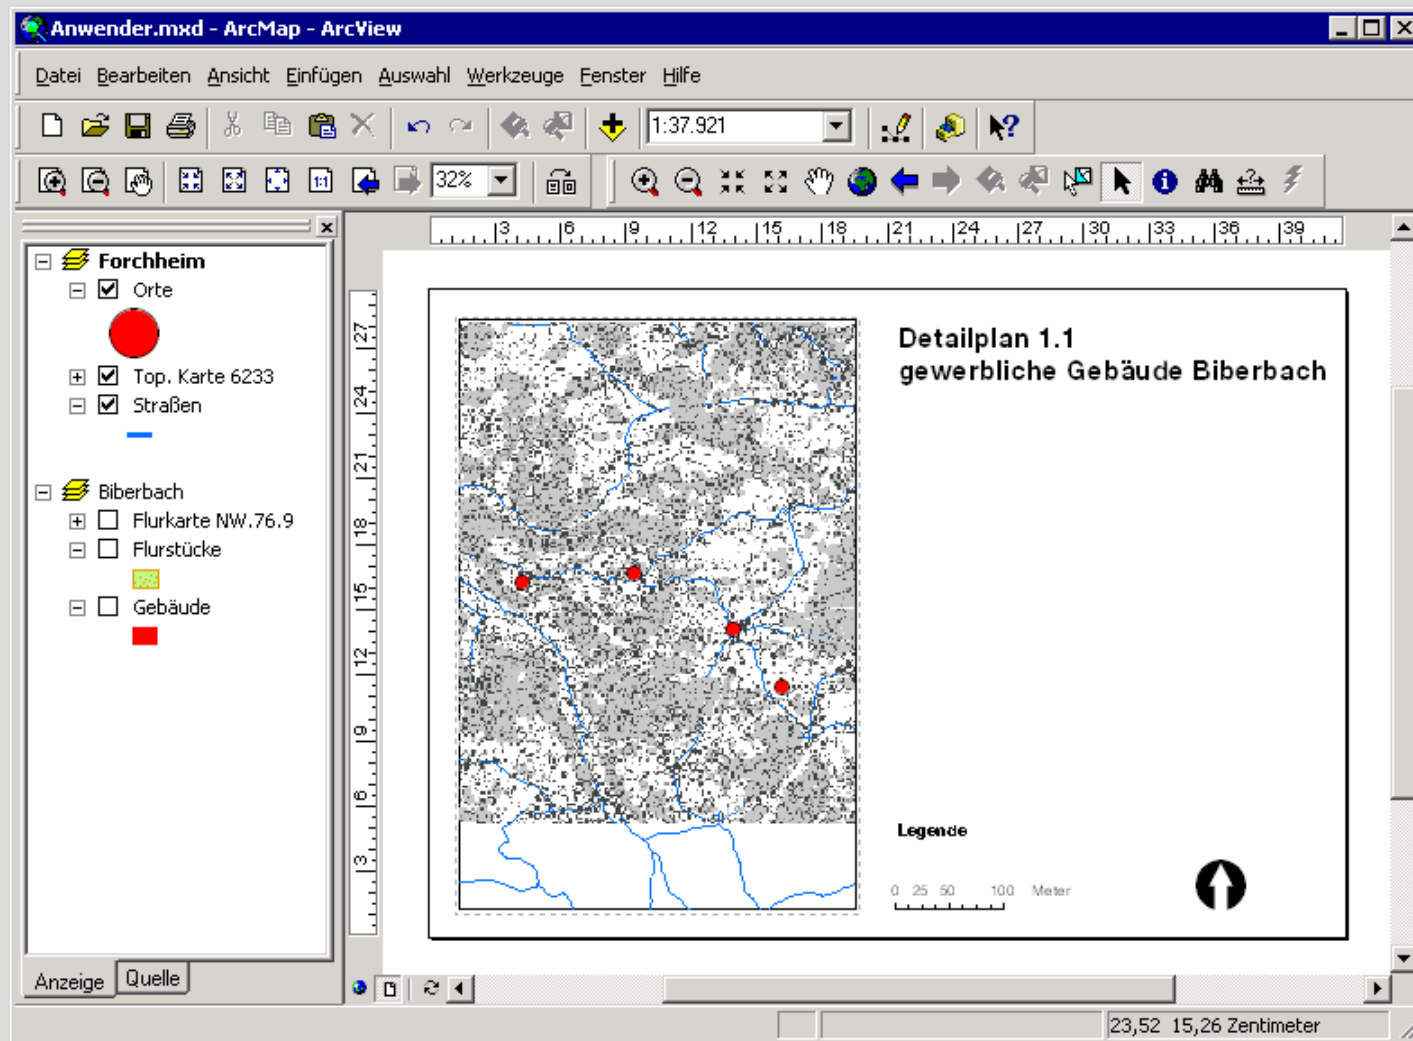 Anwender.mxd - ArcMap - ArcView
Datei Bearbeiten Ansicht Einfügen Auswahl Werkzeuge Fenster Hilfe
1:37.921
1:1 32%
3 6 9 12 15 18 21 24 27 30 33 36 39
Forchheim
Orte
Top. Karte 6233
Straßen
Biberbach
Flurkarte NW.76.9
Flurstücke
Gebäude
27
24
21
18
15
12
9
6
3
Detailplan 1.1
gewerbliche Gebäude Biberbach
Legende
0 25 50 100 Meter
Anzeige Quelle
23,52 15,26 Zentimeter